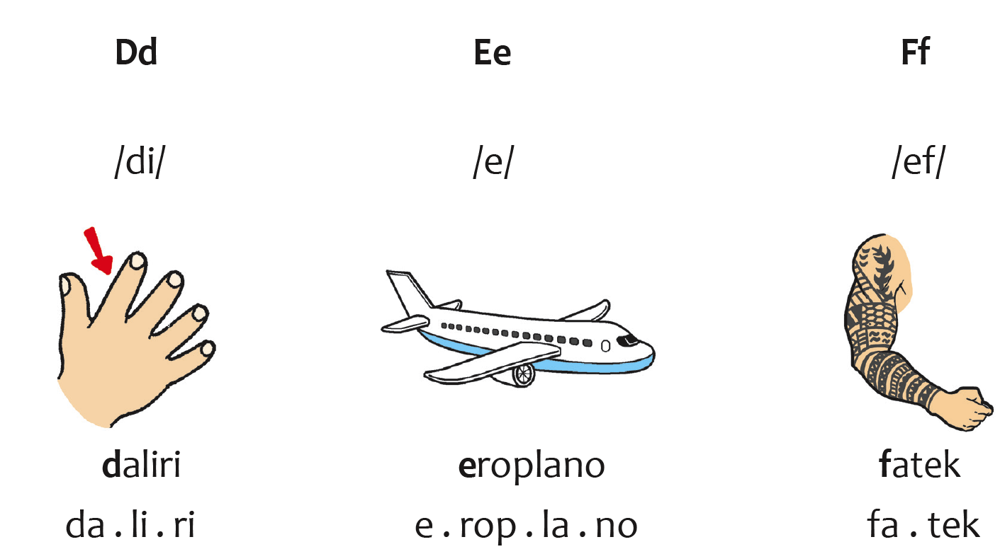 Dd Ee Ff
/di/ /e/ /ef/
daliri eroplano fatek
da . li . ri e . rop . la . no fa . tek